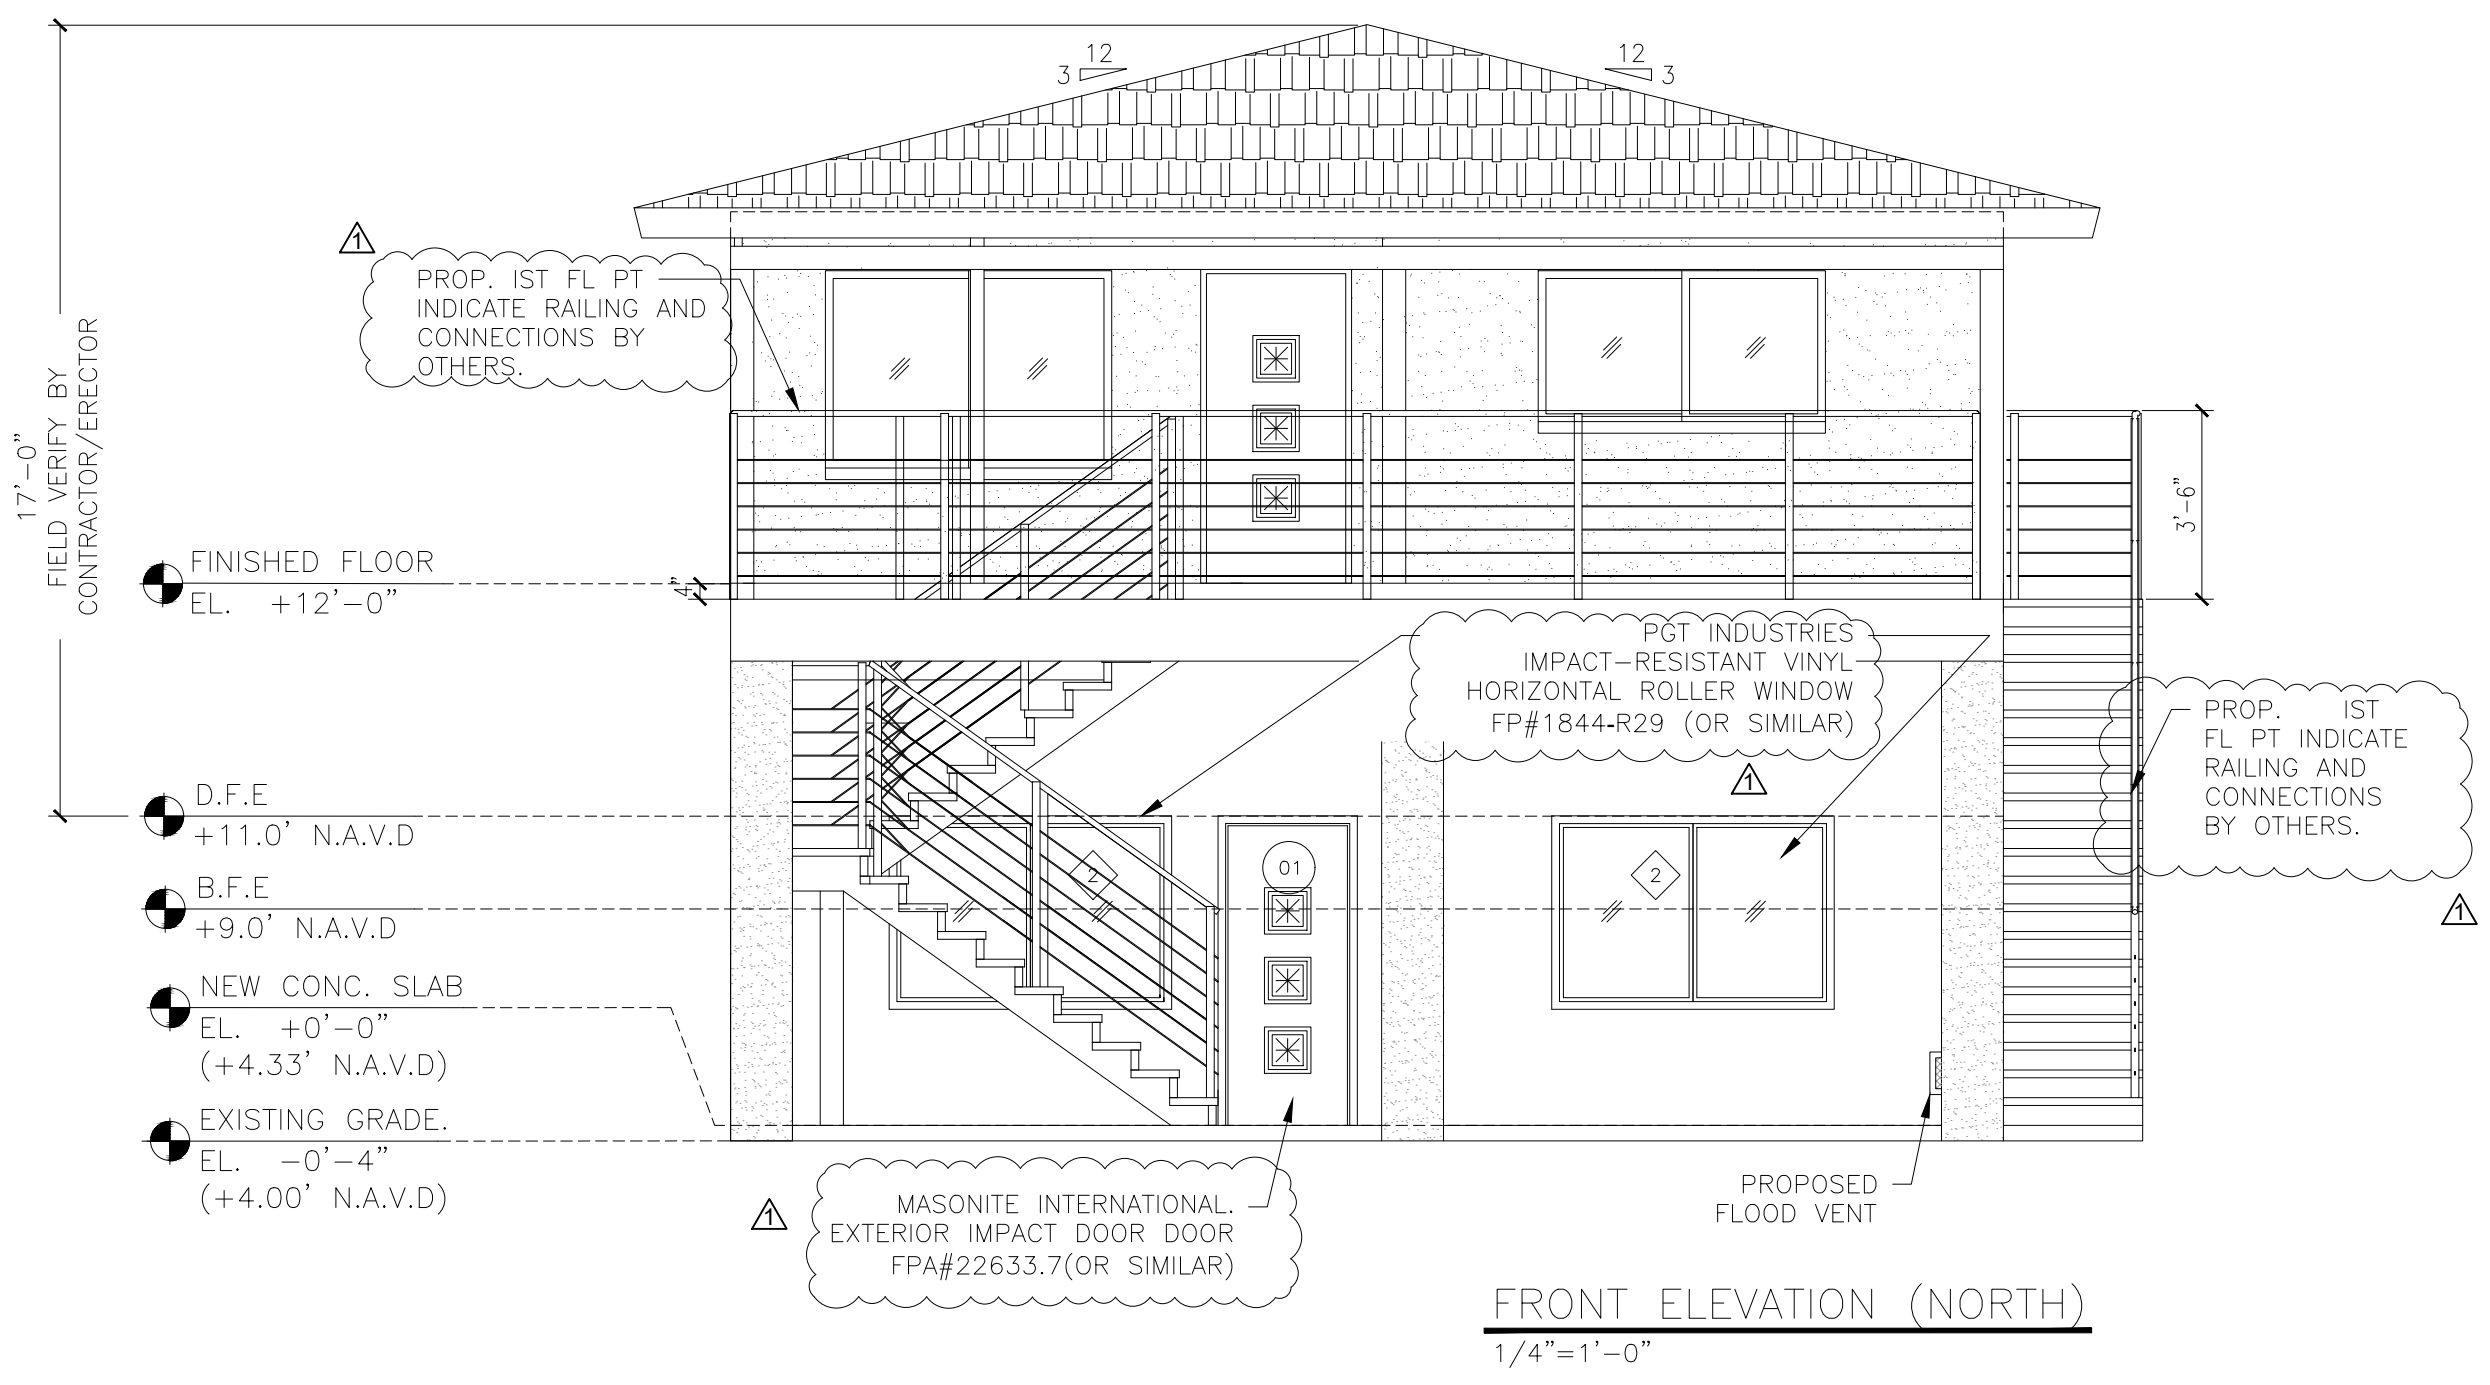 12
3
12
3
1
PROP. IST FL PT
INDICATE RAILING AND
CONNECTIONS BY
OTHERS.
17'-0"
FIELD VERIFY BY
CONTRACTOR/ERECTOR
FINISHED FLOOR
EL. +12'-0"
4"
3'-6"
PGT INDUSTRIES
IMPACT-RESISTANT VINYL
HORIZONTAL ROLLER WINDOW
FP#1844-R29 (OR SIMILAR)
1
PROP. IST
FL PT INDICATE
RAILING AND
CONNECTIONS
BY OTHERS.
1
D.F.E
+11.0' N.A.V.D
B.F.E
+9.0' N.A.V.D
2
01
2
NEW CONC. SLAB
EL. +0'-0"
(+4.33' N.A.V.D)
EXISTING GRADE.
EL. -0'-4"
(+4.00' N.A.V.D)
1
MASONITE INTERNATIONAL.
EXTERIOR IMPACT DOOR DOOR
FPA#22633.7(OR SIMILAR)
PROPOSED
FLOOD VENT
FRONT ELEVATION (NORTH)
1/4"=1'-0"